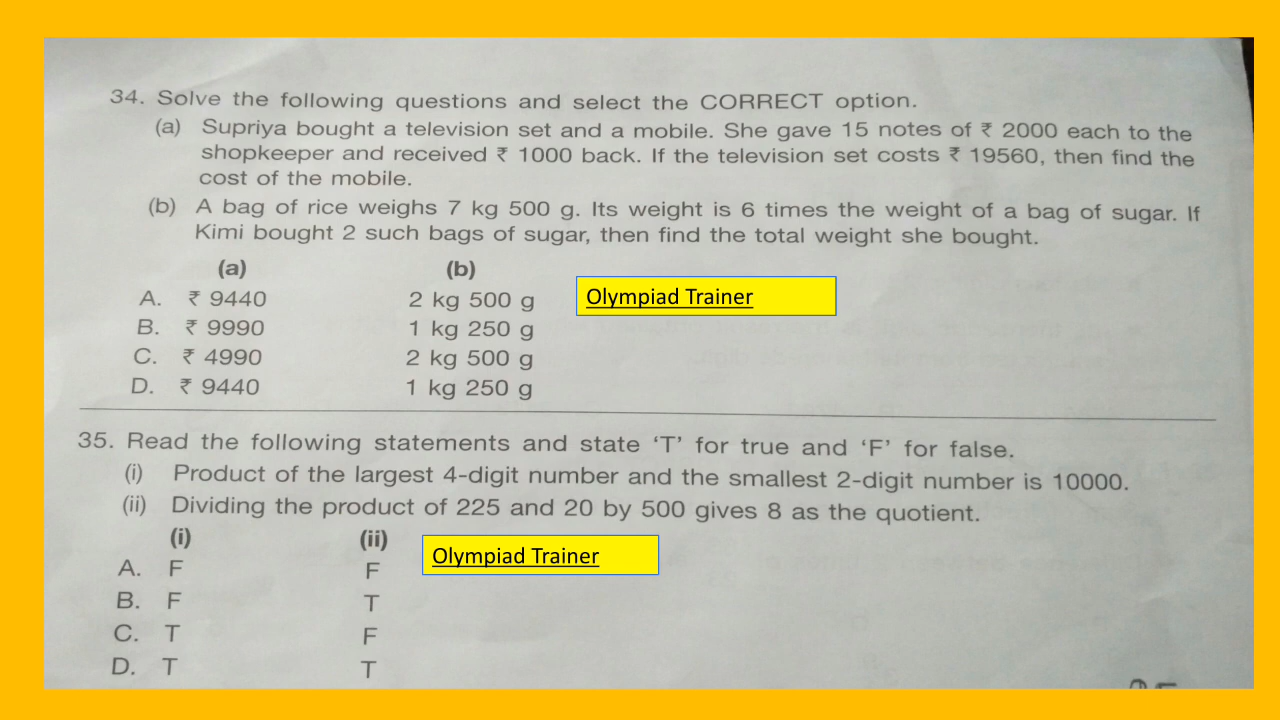 34. Solve the following questions and select the CORRECT option.
(a) Supriya bought a television set and a mobile. She gave 15 notes of ₹ 2000 each to the
shopkeeper and received ₹ 1000 back. If the television set costs ₹ 19560, then find the
cost of the mobile.
(b) A bag of rice weighs 7 kg 500 g. Its weight is 6 times the weight of a bag of sugar. If
Kimi bought 2 such bags of sugar, then find the total weight she bought.
(a) (b)
A. ₹ 9440 2 kg 500 g
Olympiad Trainer
B. ₹ 9990 1 kg 250 g
C. ₹ 4990 2 kg 500 g
D. ₹ 9440 1 kg 250 g
35. Read the following statements and state ‘T’ for true and ‘F’ for false.
(i) Product of the largest 4-digit number and the smallest 2-digit number is 10000.
(ii) Dividing the product of 225 and 20 by 500 gives 8 as the quotient.
(i) (ii)
Olympiad Trainer
A. F F
B. F T
C. T F
D. T T